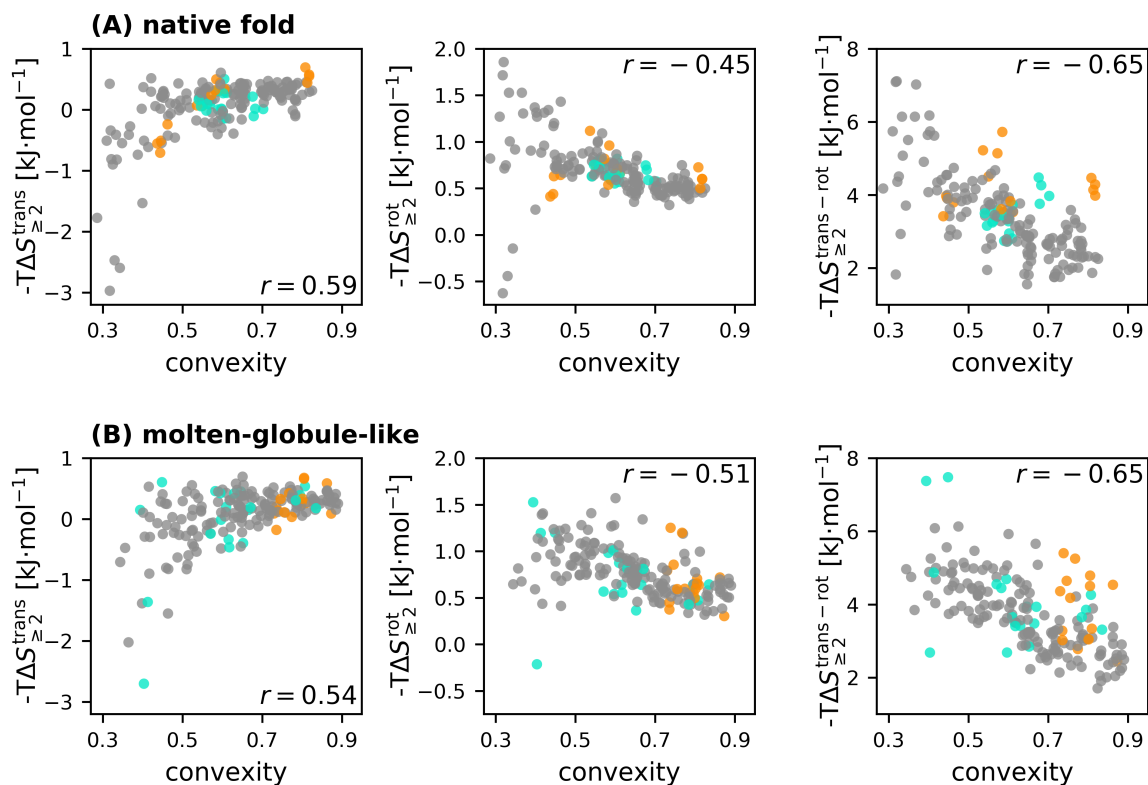 (A) native fold
-TΔS≥2^trans [kJ·mol⁻¹]
1
0
−1
−2
−3
r = 0.59
0.3 0.5 0.7 0.9
convexity
-TΔS≥2^rot [kJ·mol⁻¹]
2.0
1.5
1.0
0.5
0.0
−0.5
r = −0.45
0.3 0.5 0.7 0.9
convexity
-TΔS≥2^trans−rot [kJ·mol⁻¹]
8
6
4
2
r = −0.65
0.3 0.5 0.7 0.9
convexity
(B) molten-globule-like
-TΔS≥2^trans [kJ·mol⁻¹]
1
0
−1
−2
−3
r = 0.54
0.3 0.5 0.7 0.9
convexity
-TΔS≥2^rot [kJ·mol⁻¹]
2.0
1.5
1.0
0.5
0.0
−0.5
r = −0.51
0.3 0.5 0.7 0.9
convexity
-TΔS≥2^trans−rot [kJ·mol⁻¹]
8
6
4
2
r = −0.65
0.3 0.5 0.7 0.9
convexity